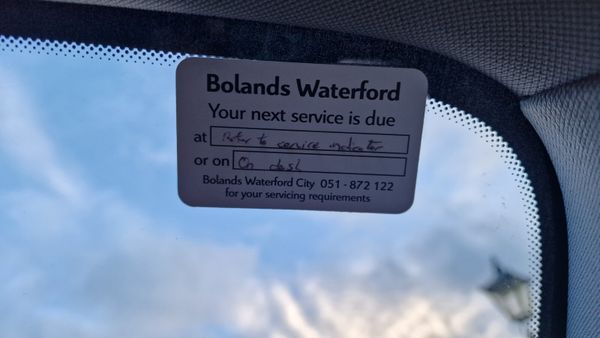 Bolands Waterford
Your next service is due
at Refer to service indicator
or on On dash
Bolands Waterford City 051 - 872 122
for your servicing requirements